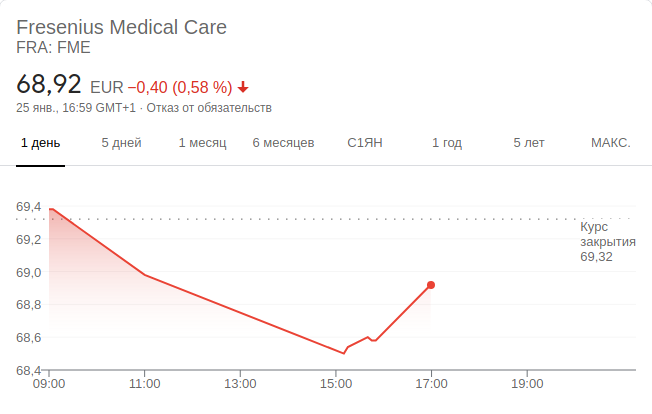 Fresenius Medical Care
FRA: FME
68,92 EUR −0,40 (0,58 %)
25 янв., 16:59 GMT+1 · Отказ от обязательств
1 день 5 дней 1 месяц 6 месяцев С1ЯН 1 год 5 лет МАКС.
69,4
Курс
закрытия
69,32
69,2
69,0
68,8
68,6
68,4
09:00 11:00 13:00 15:00 17:00 19:00